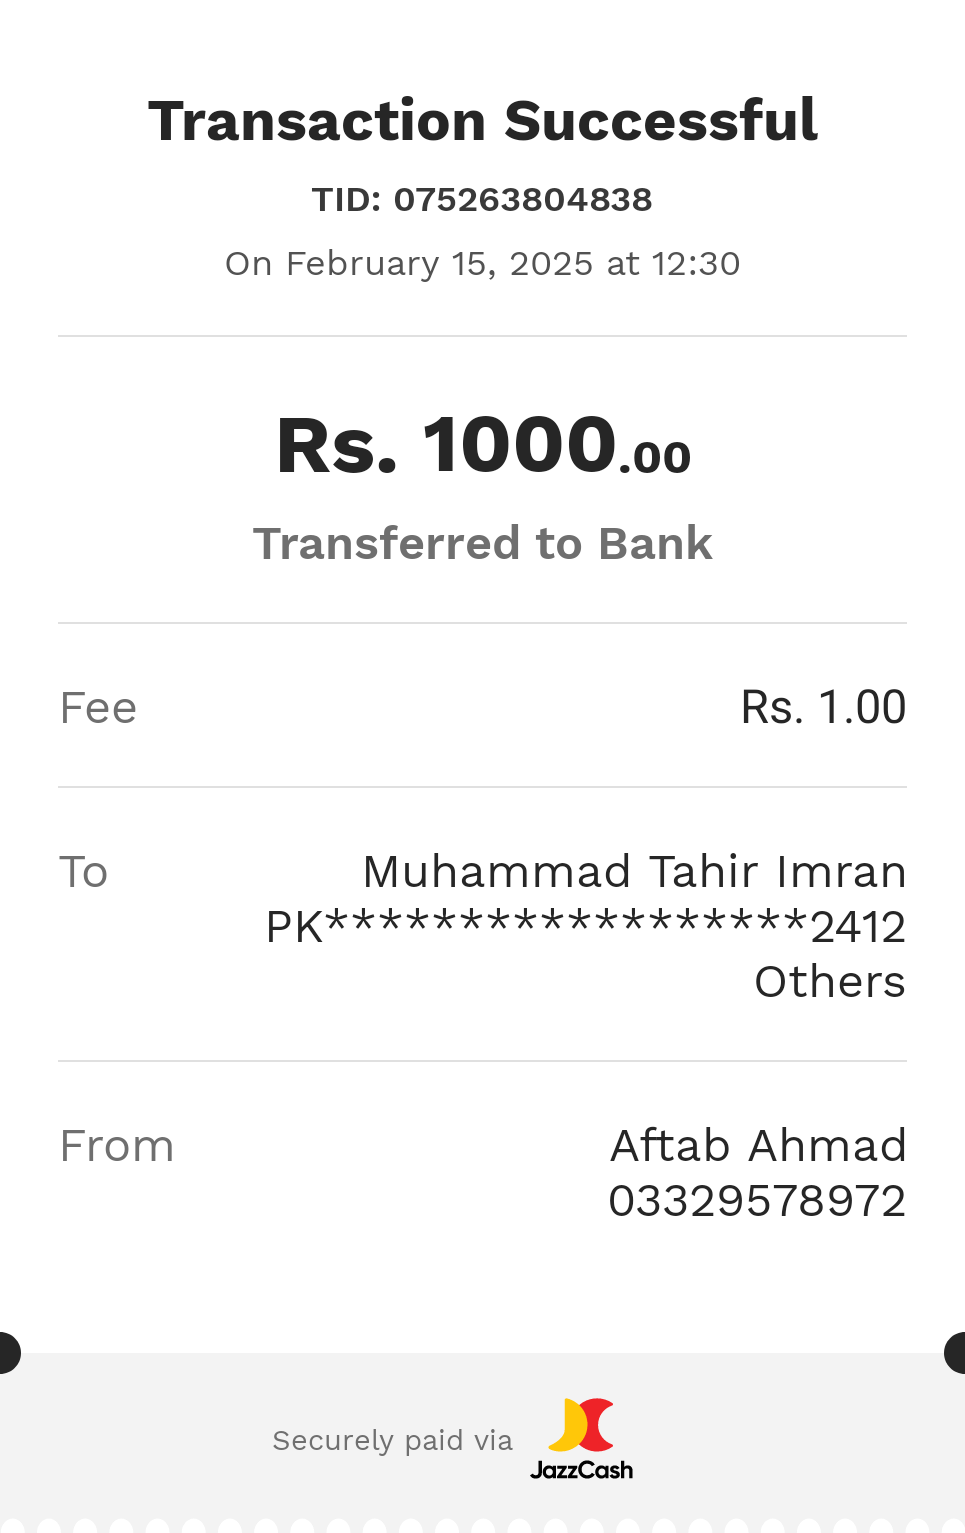 Transaction Successful
TID: 075263804838
On February 15, 2025 at 12:30
Rs. 1000.00
Transferred to Bank
Fee Rs. 1.00
To Muhammad Tahir Imran
PK******************2412
Others
From Aftab Ahmad
03329578972
Securely paid via JazzCash